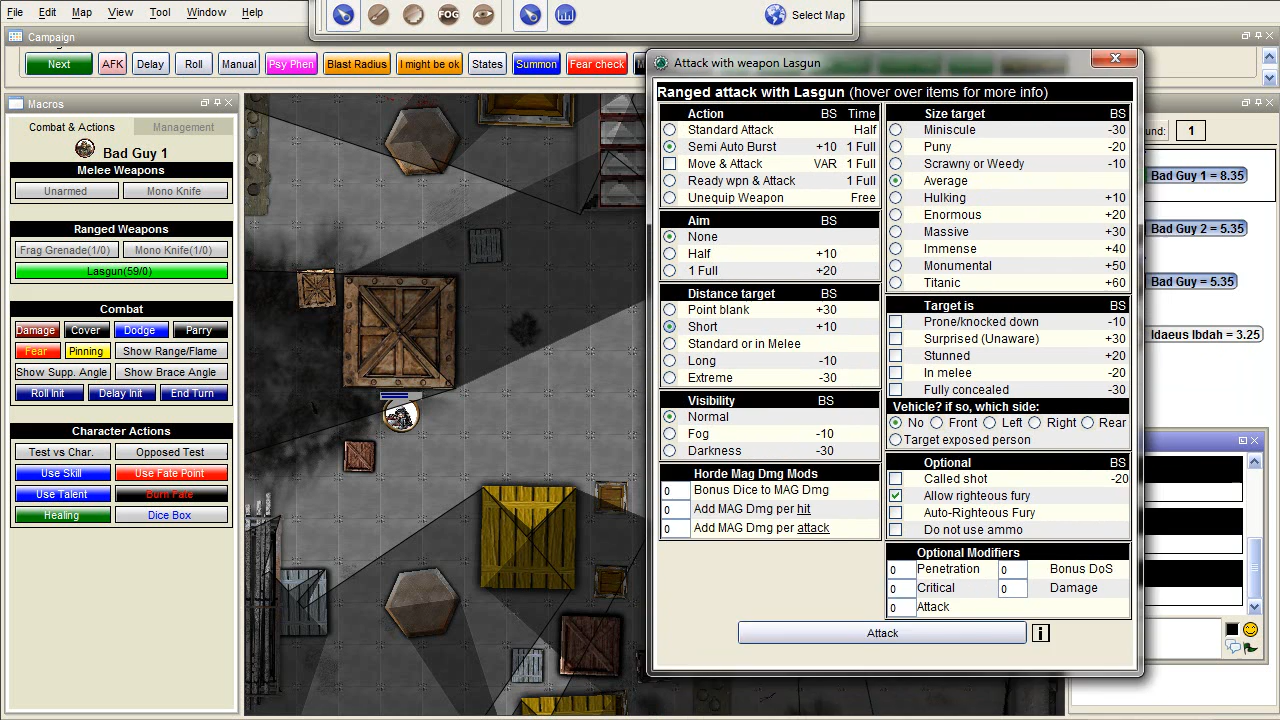 File Edit Map View Tool Window Help
FOG
Select Map
Campaign
Next AFK Delay Roll Manual Psy Phen Blast Radius I might be ok States Summon Fear check
Macros
Combat & Actions Management
Bad Guy 1
Melee Weapons
Unarmed Mono Knife
Ranged Weapons
Frag Grenade(1/0) Mono Knife(1/0)
Lasgun(59/0)
Combat
Damage Cover Dodge Parry
Fear Pinning Show Range/Flame
Show Supp. Angle Show Brace Angle
Roll Init Delay Init End Turn
Character Actions
Test vs Char. Opposed Test
Use Skill Use Fate Point
Use Talent Burn Fate
Healing Dice Box
Attack with weapon Lasgun
Ranged attack with Lasgun (hover over items for more info)
Action BS Time
Standard Attack Half
Semi Auto Burst +10 1 Full
Move & Attack VAR 1 Full
Ready wpn & Attack 1 Full
Unequip Weapon Free
Aim BS
None
Half +10
1 Full +20
Distance target BS
Point blank +30
Short +10
Standard or in Melee
Long -10
Extreme -30
Visibility BS
Normal
Fog -10
Darkness -30
Horde Mag Dmg Mods
0 Bonus Dice to MAG Dmg
0 Add MAG Dmg per hit
0 Add MAG Dmg per attack
Size target BS
Miniscule -30
Puny -20
Scrawny or Weedy -10
Average
Hulking +10
Enormous +20
Massive +30
Immense +40
Monumental +50
Titanic +60
Target is BS
Prone/knocked down -10
Surprised (Unaware) +30
Stunned +20
In melee -20
Fully concealed -30
Vehicle? if so, which side:
No Front Left Right Rear
Target exposed person
Optional BS
Called shot -20
Allow righteous fury
Auto-Righteous Fury
Do not use ammo
Optional Modifiers
0 Penetration 0 Bonus DoS
0 Critical 0 Damage
0 Attack
Attack i
1
Bad Guy 1 = 8.35
Bad Guy 2 = 5.35
Bad Guy = 5.35
Idaeus Ibdah = 3.25